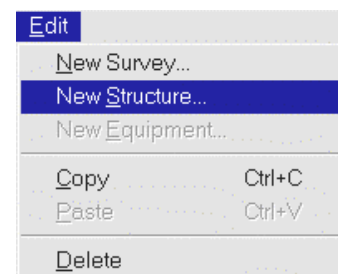 Edit
New Survey...
New Structure...
New Equipment...
Copy Ctrl+C
Paste Ctrl+V
Delete